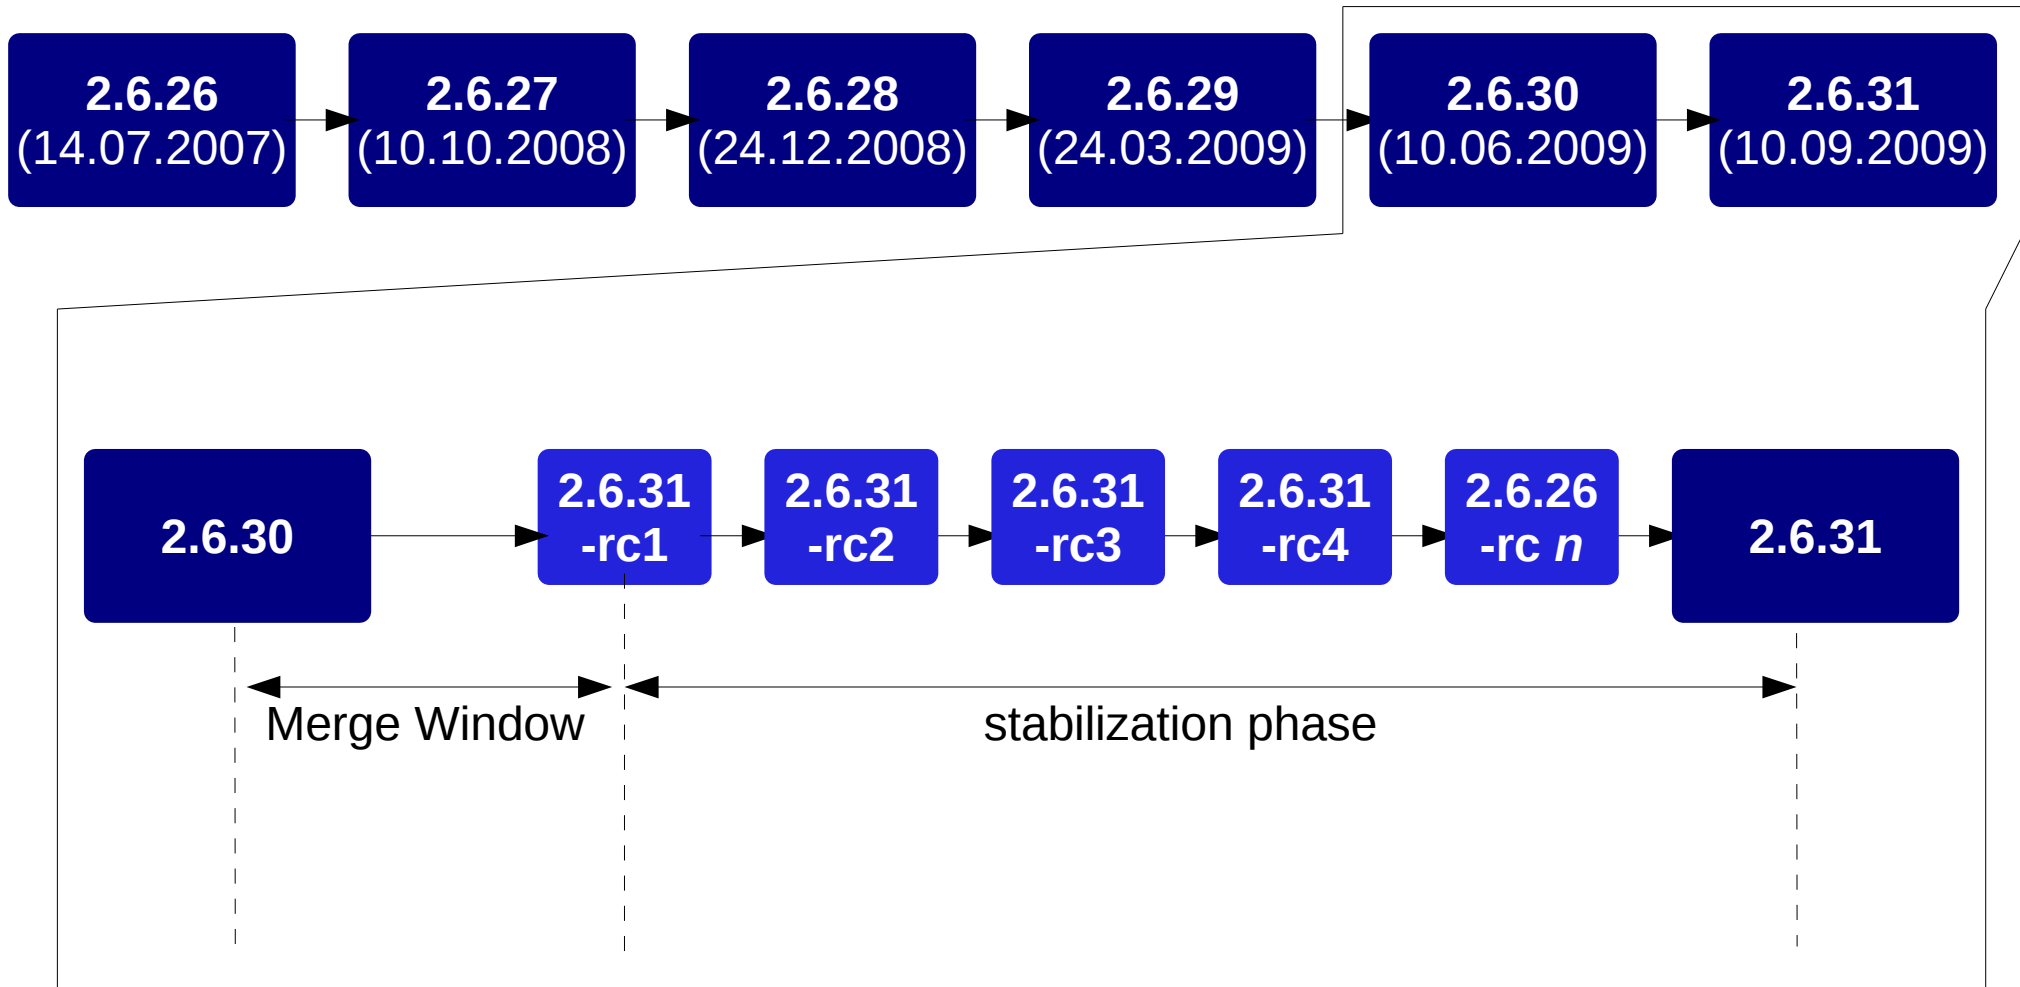 2.6.26
(14.07.2007)
2.6.27
(10.10.2008)
2.6.28
(24.12.2008)
2.6.29
(24.03.2009)
2.6.30
(10.06.2009)
2.6.31
(10.09.2009)
2.6.30
2.6.31
-rc1
2.6.31
-rc2
2.6.31
-rc3
2.6.31
-rc4
2.6.26
-rc n
2.6.31
Merge Window
stabilization phase